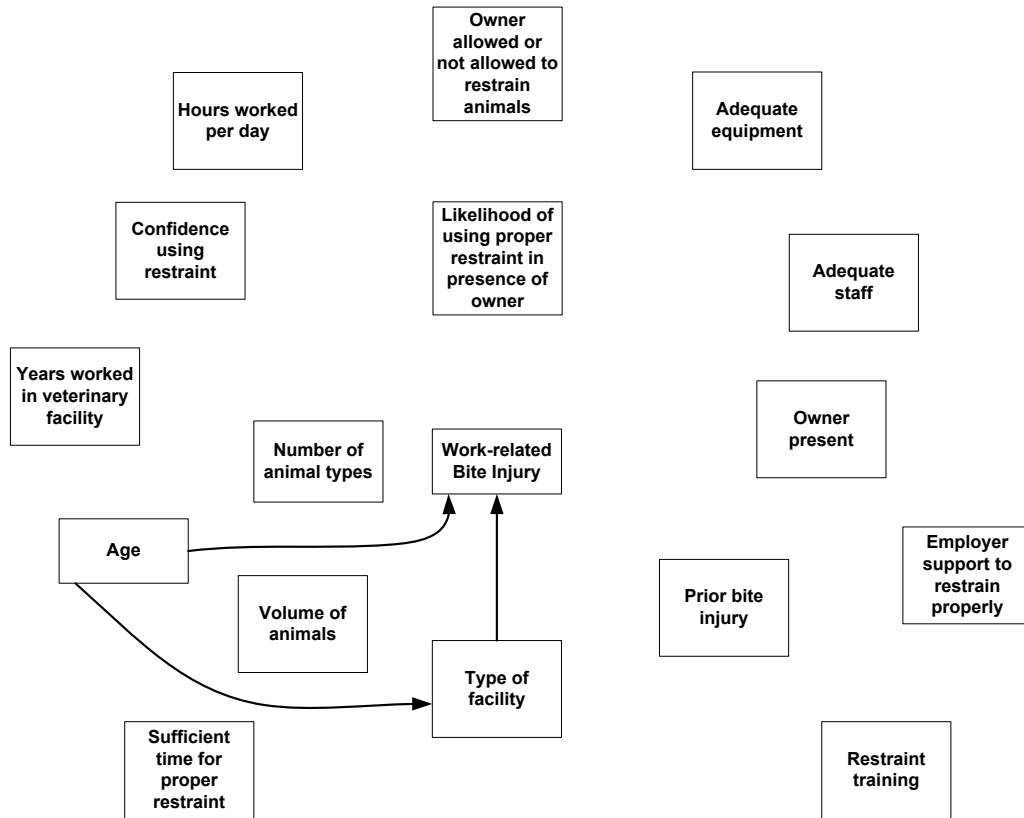 Owner
allowed or
not allowed to
restrain
animals
Hours worked
per day
Adequate
equipment
Confidence
using
restraint
Likelihood of
using proper
restraint in
presence of
owner
Adequate
staff
Years worked
in veterinary
facility
Owner
present
Number of
animal types
Work-related
Bite Injury
Age
Employer
support to
restrain
properly
Volume of
animals
Prior bite
injury
Type of
facility
Sufficient
time for
proper
restraint
Restraint
training